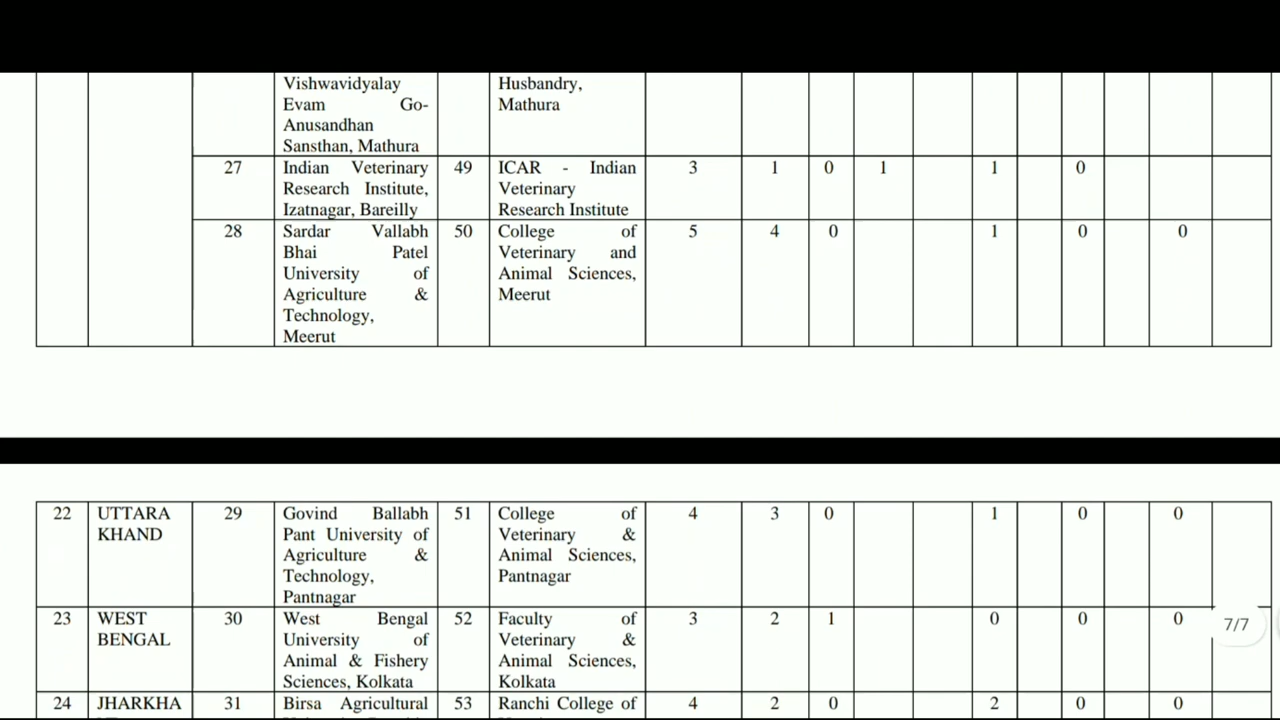 Vishwavidyalay Husbandry,
Evam Go- Mathura
Anusandhan
Sansthan, Mathura
27 Indian Veterinary 49 ICAR - Indian 3 1 0 1 1 0
Research Institute, Veterinary
Izatnagar, Bareilly Research Institute
28 Sardar Vallabh 50 College of 5 4 0 1 0 0
Bhai Patel Veterinary and
University of Animal Sciences,
Agriculture & Meerut
Technology,
Meerut
22 UTTARA 29 Govind Ballabh 51 College of 4 3 0 1 0 0
KHAND Pant University of Veterinary &
Agriculture & Animal Sciences,
Technology, Pantnagar
Pantnagar
23 WEST 30 West Bengal 52 Faculty of 3 2 1 0 0 0
BENGAL University of Veterinary & 7/7
Animal & Fishery Animal Sciences,
Sciences, Kolkata Kolkata
24 JHARKHA 31 Birsa Agricultural 53 Ranchi College of 4 2 0 2 0 0